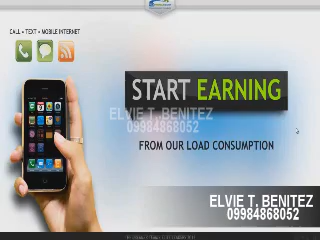 CALL • TEXT • MOBILE INTERNET
START EARNING
ELVIE T. BENITEZ
09984868052
FROM OUR LOAD CONSUMPTION
ELVIE T. BENITEZ
09984868052